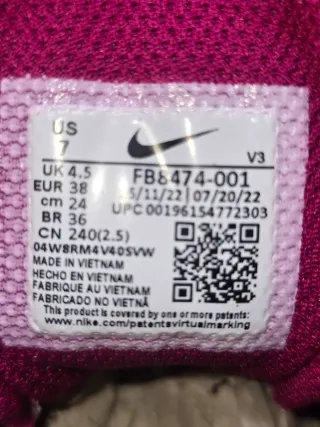 US
7
V3
UK 4.5
FB8474-001
EUR 38
5/11/22 07/20/22
cm 24
UPC 00196154772303
BR 36
CN 240(2.5)
04W8RM4V40SVW
MADE IN VIETNAM
HECHO EN VIETNAM
FABRIQUE AU VIETNAM
FABRICADO NO VIETNÃ
This product is covered by one or more patents:
www.nike.com/patentsvirtualmarking